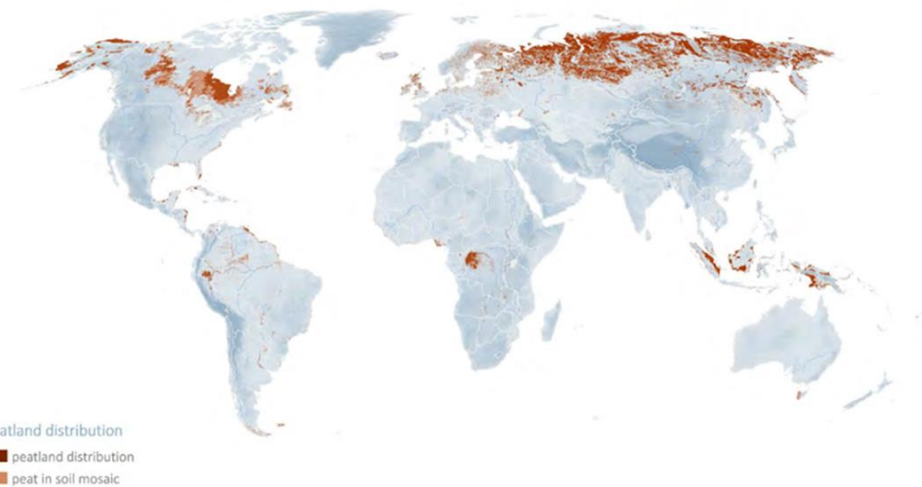 atland distribution
peatland distribution
peat in soil mosaic